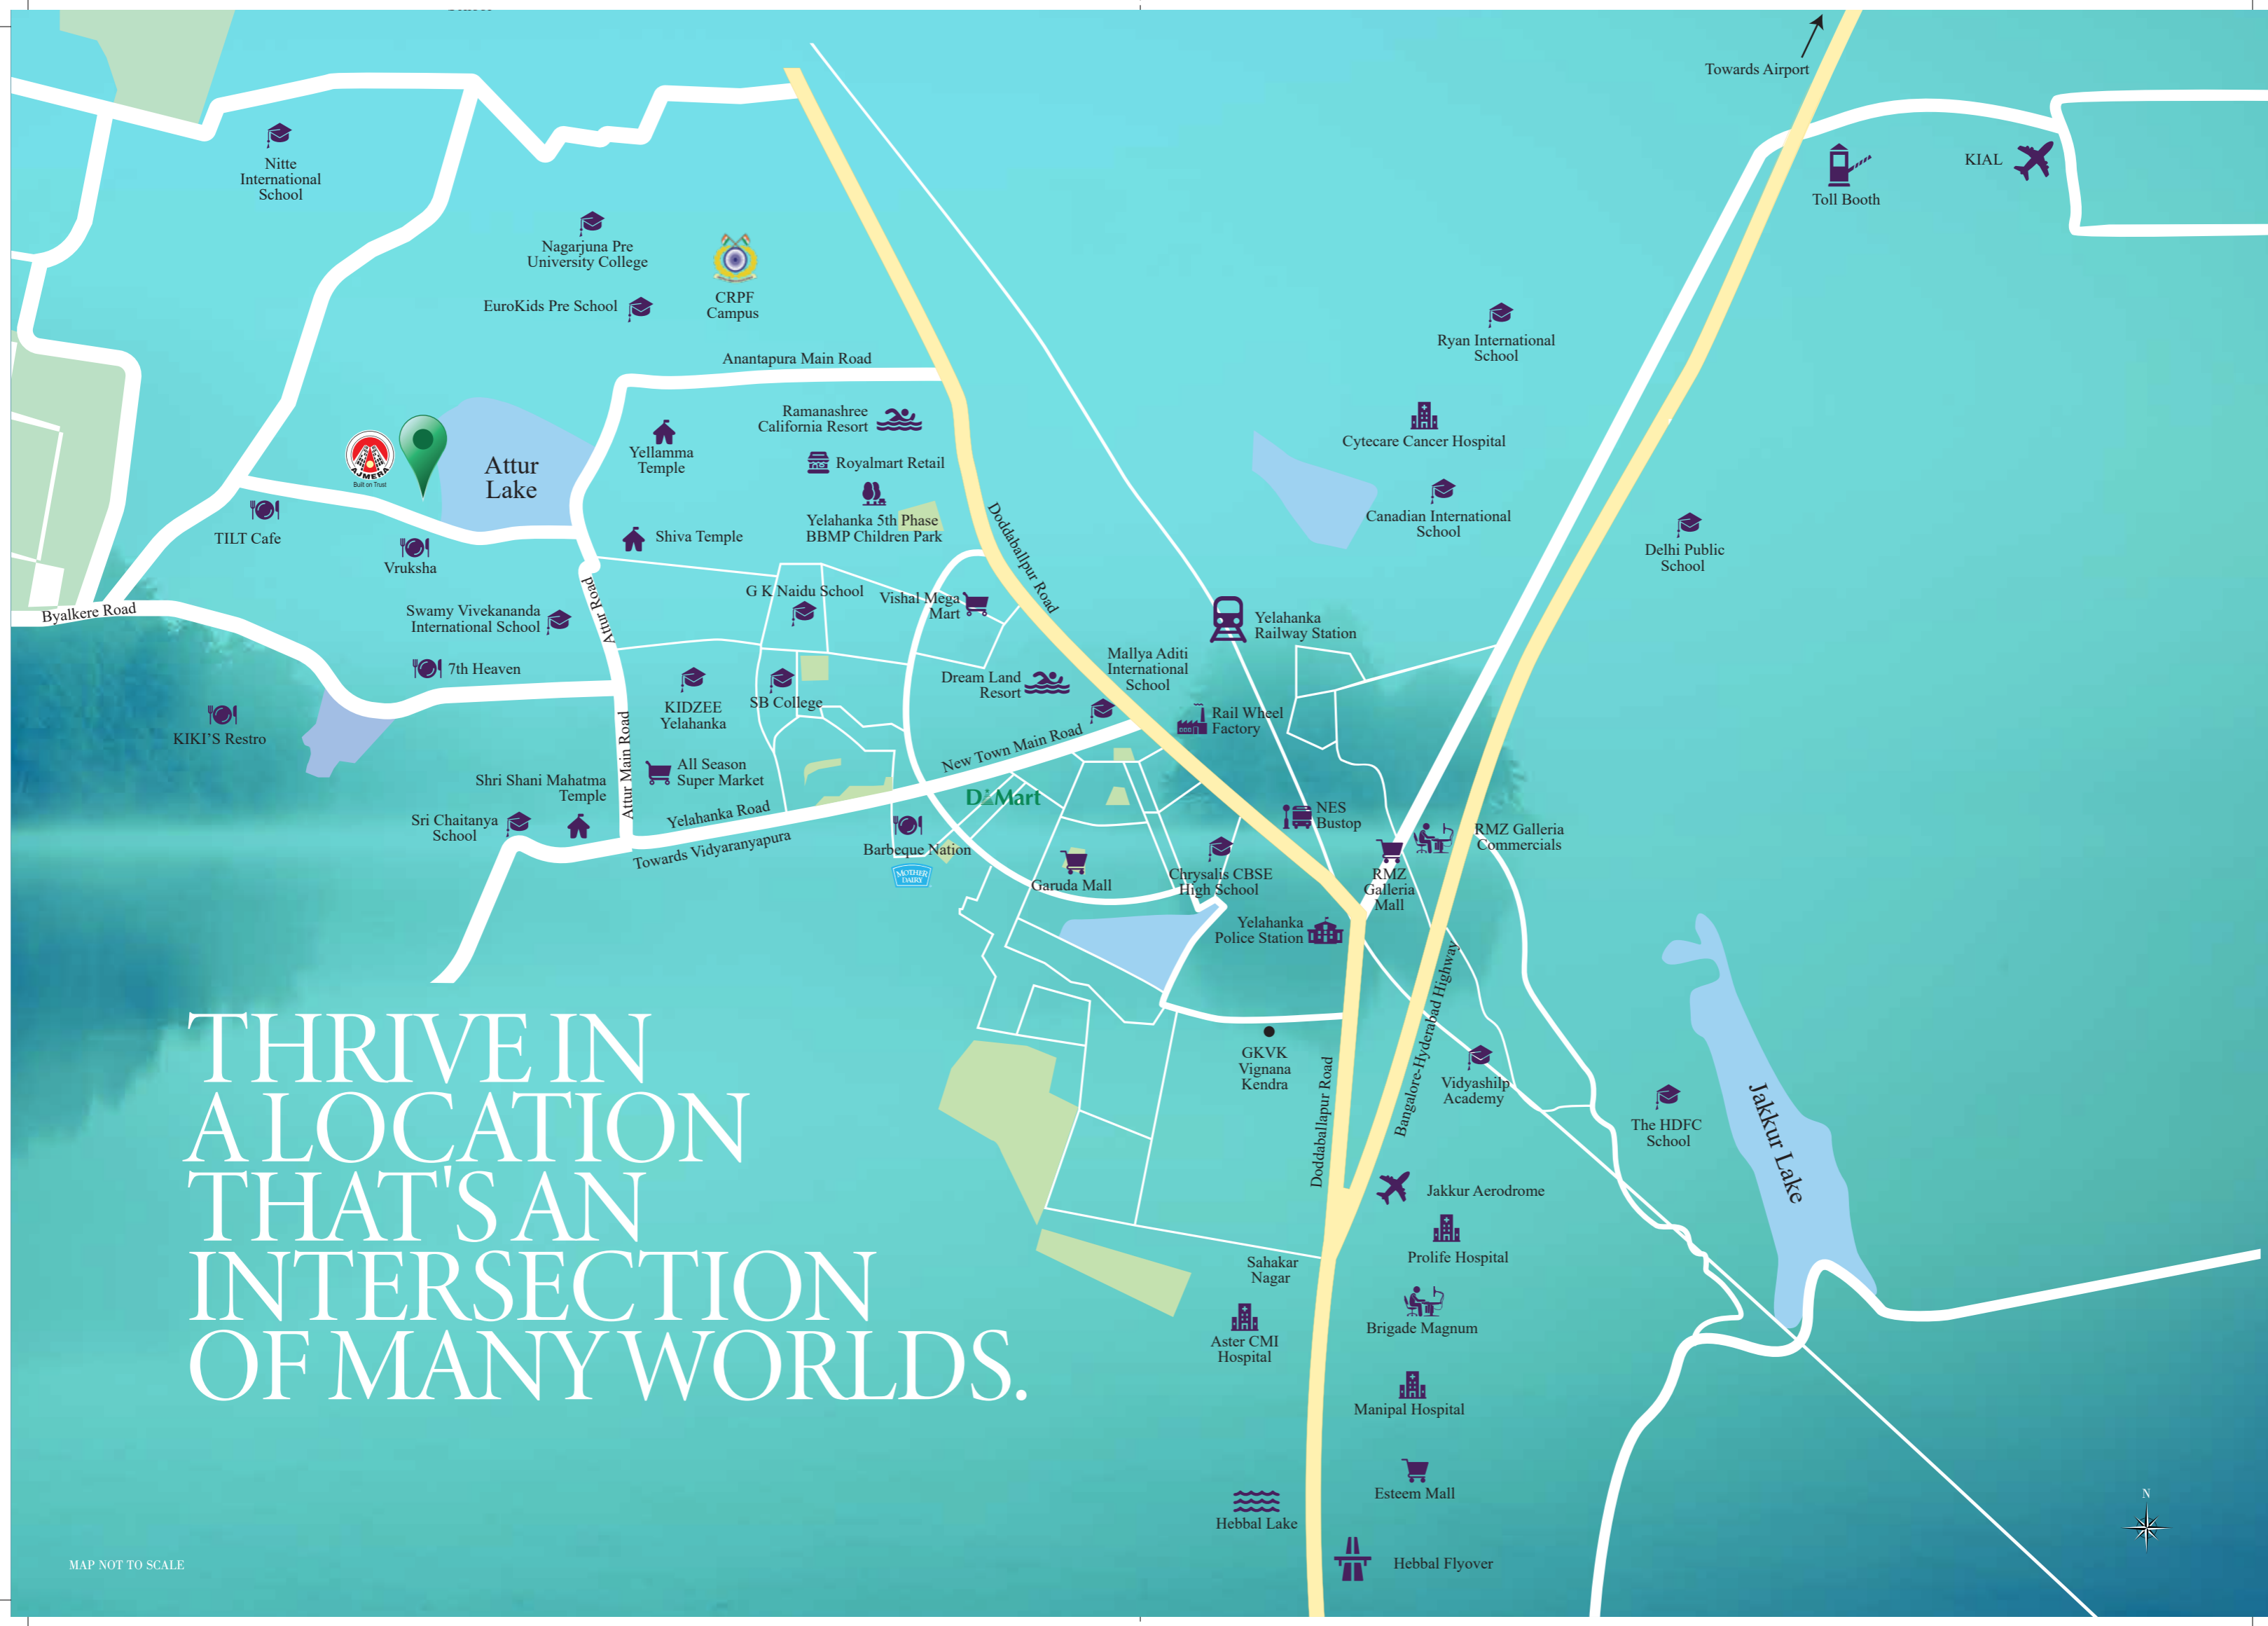 Towards Airport
Toll Booth
KIAL
Nitte
International
School
Nagarjuna Pre
University College
EuroKids Pre School
CRPF
Campus
Anantapura Main Road
Ryan International
School
Cytecare Cancer Hospital
Canadian International
School
Delhi Public
School
Ramanashree
California Resort
Royalmart Retail
Yellamma
Temple
Yelahanka 5th Phase
BBMP Children Park
Shiva Temple
AJMERA
Built on Trust
Attur
Lake
TILT Cafe
Vruksha
Byalkere Road
Attur Road
Swamy Vivekananda
International School
7th Heaven
KIKI'S Restro
G K Naidu School
Vishal Mega
Mart
Doddaballpur Road
Yelahanka
Railway Station
Mallya Aditi
International
School
Dream Land
Resort
Rail Wheel
Factory
KIDZEE
Yelahanka
SB College
New Town Main Road
Attur Main Road
All Season
Super Market
Shri Shani Mahatma
Temple
Sri Chaitanya
School
Yelahanka Road
Towards Vidyaranyapura
DMart
Barbeque Nation
MOTHER
DAIRY
Garuda Mall
Chrysalis CBSE
High School
NES
Bustop
RMZ
Galleria
Mall
RMZ Galleria
Commercials
Yelahanka
Police Station
Bangalore-Hyderabad Highway
GKVK
Vignana
Kendra
Doddaballapur Road
Vidyashilp
Academy
The HDFC
School
Jakkur Lake
Jakkur Aerodrome
Prolife Hospital
Sahakar
Nagar
Brigade Magnum
Aster CMI
Hospital
Manipal Hospital
Esteem Mall
Hebbal Lake
Hebbal Flyover
THRIVE IN
A LOCATION
THAT'S AN
INTERSECTION
OF MANY WORLDS.
MAP NOT TO SCALE
N